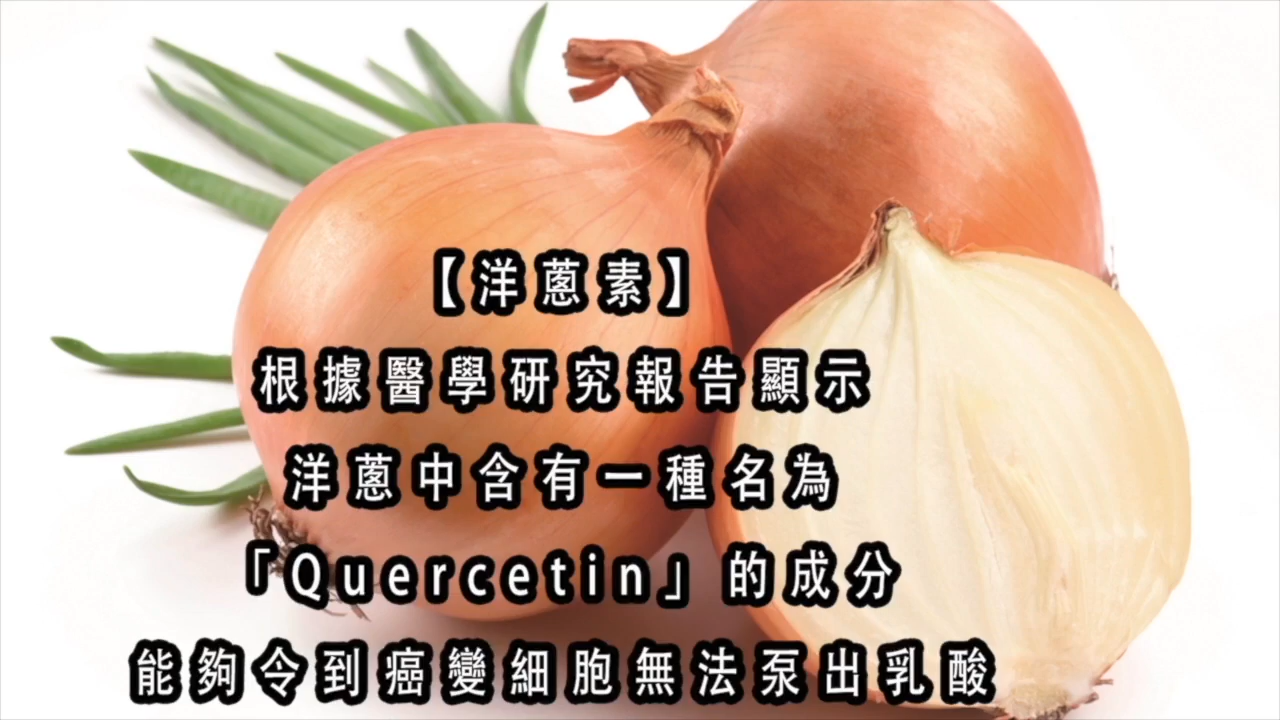 【洋蔥素】
根據醫學研究報告顯示
洋蔥中含有一種名為
「Quercetin」的成分
能夠令到癌變細胞無法泵出乳酸